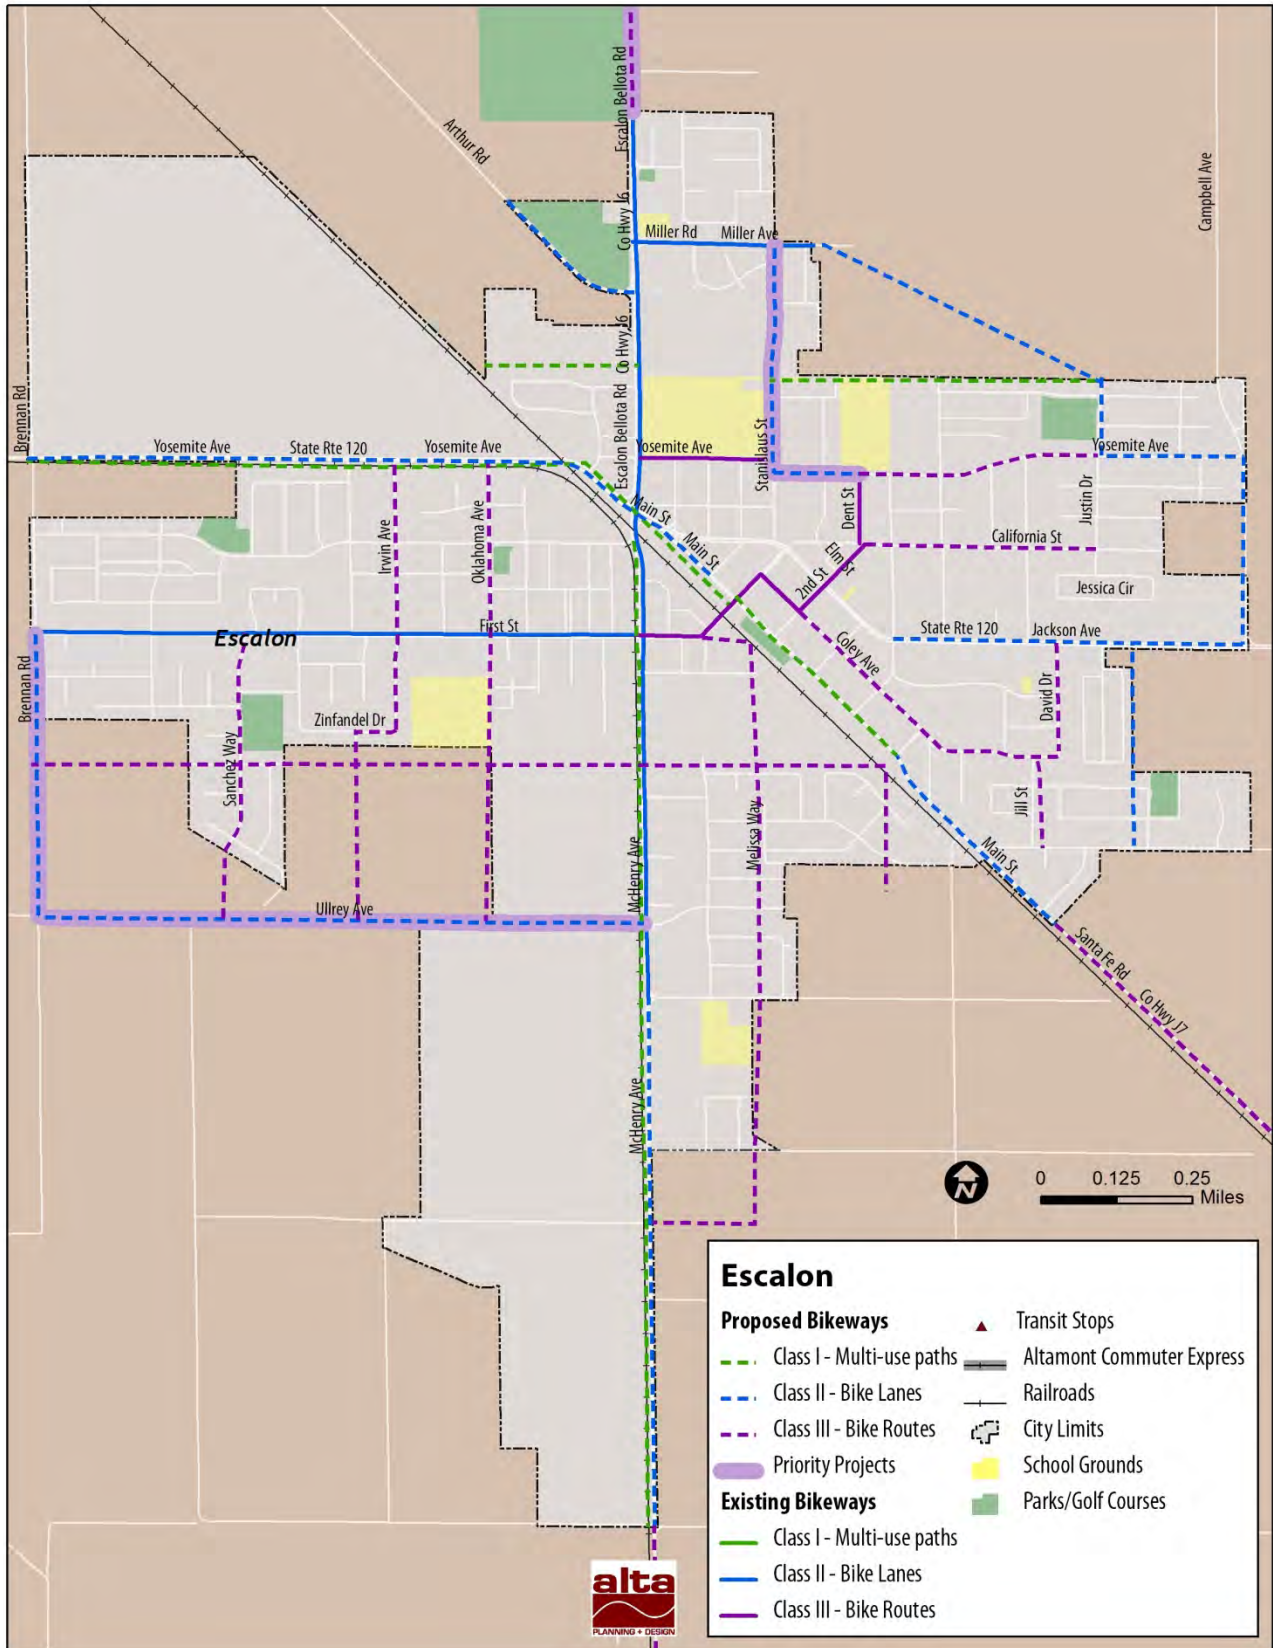 Escalon Bellota Rd
Arthur Rd
Campbell Ave
Co Hwy J6
Miller Rd
Miller Ave
Co Hwy J6
Brennan Rd
Escalon Bellota Rd
Yosemite Ave
State Rte 120
Yosemite Ave
Yosemite Ave
Stanislaus St
Yosemite Ave
Main St
Dent St
Justin Dr
Irwin Ave
Oklahoma Ave
Main St
Elm St
California St
2nd St
Jessica Cir
Escalon
First St
State Rte 120
Jackson Ave
Coley Ave
Brennan Rd
David Dr
Zinfandel Dr
Sanchez Way
Jill St
Melissa Way
McHenry Ave
Main St
Ullrey Ave
Santa Fe Rd
Co Hwy J7
McHenry Ave
N
0 0.125 0.25
Miles
Escalon
Proposed Bikeways
Class I - Multi-use paths
Class II - Bike Lanes
Class III - Bike Routes
Priority Projects
Existing Bikeways
Class I - Multi-use paths
Class II - Bike Lanes
Class III - Bike Routes
Transit Stops
Altamont Commuter Express
Railroads
City Limits
School Grounds
Parks/Golf Courses
alta
PLANNING + DESIGN